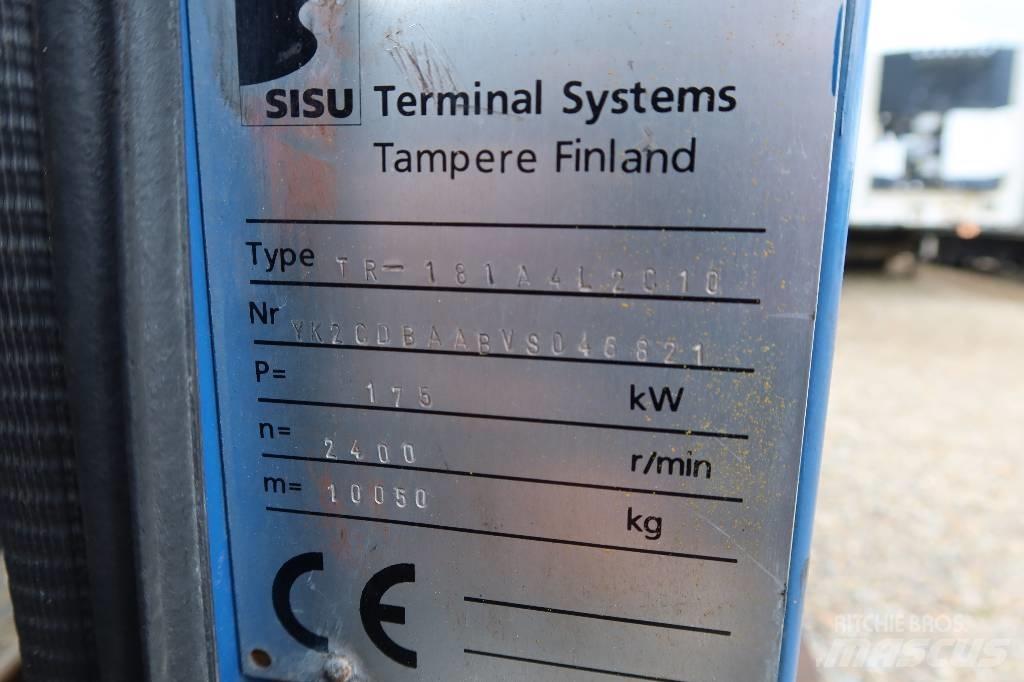 SISU Terminal Systems
Tampere Finland
Type TR-181A4L2C10
Nr YK2CDBAABVS046621
P= 175 kW
n= 2400 r/min
m= 10050 kg
CE
RITCHIE BROS.
MASCUS